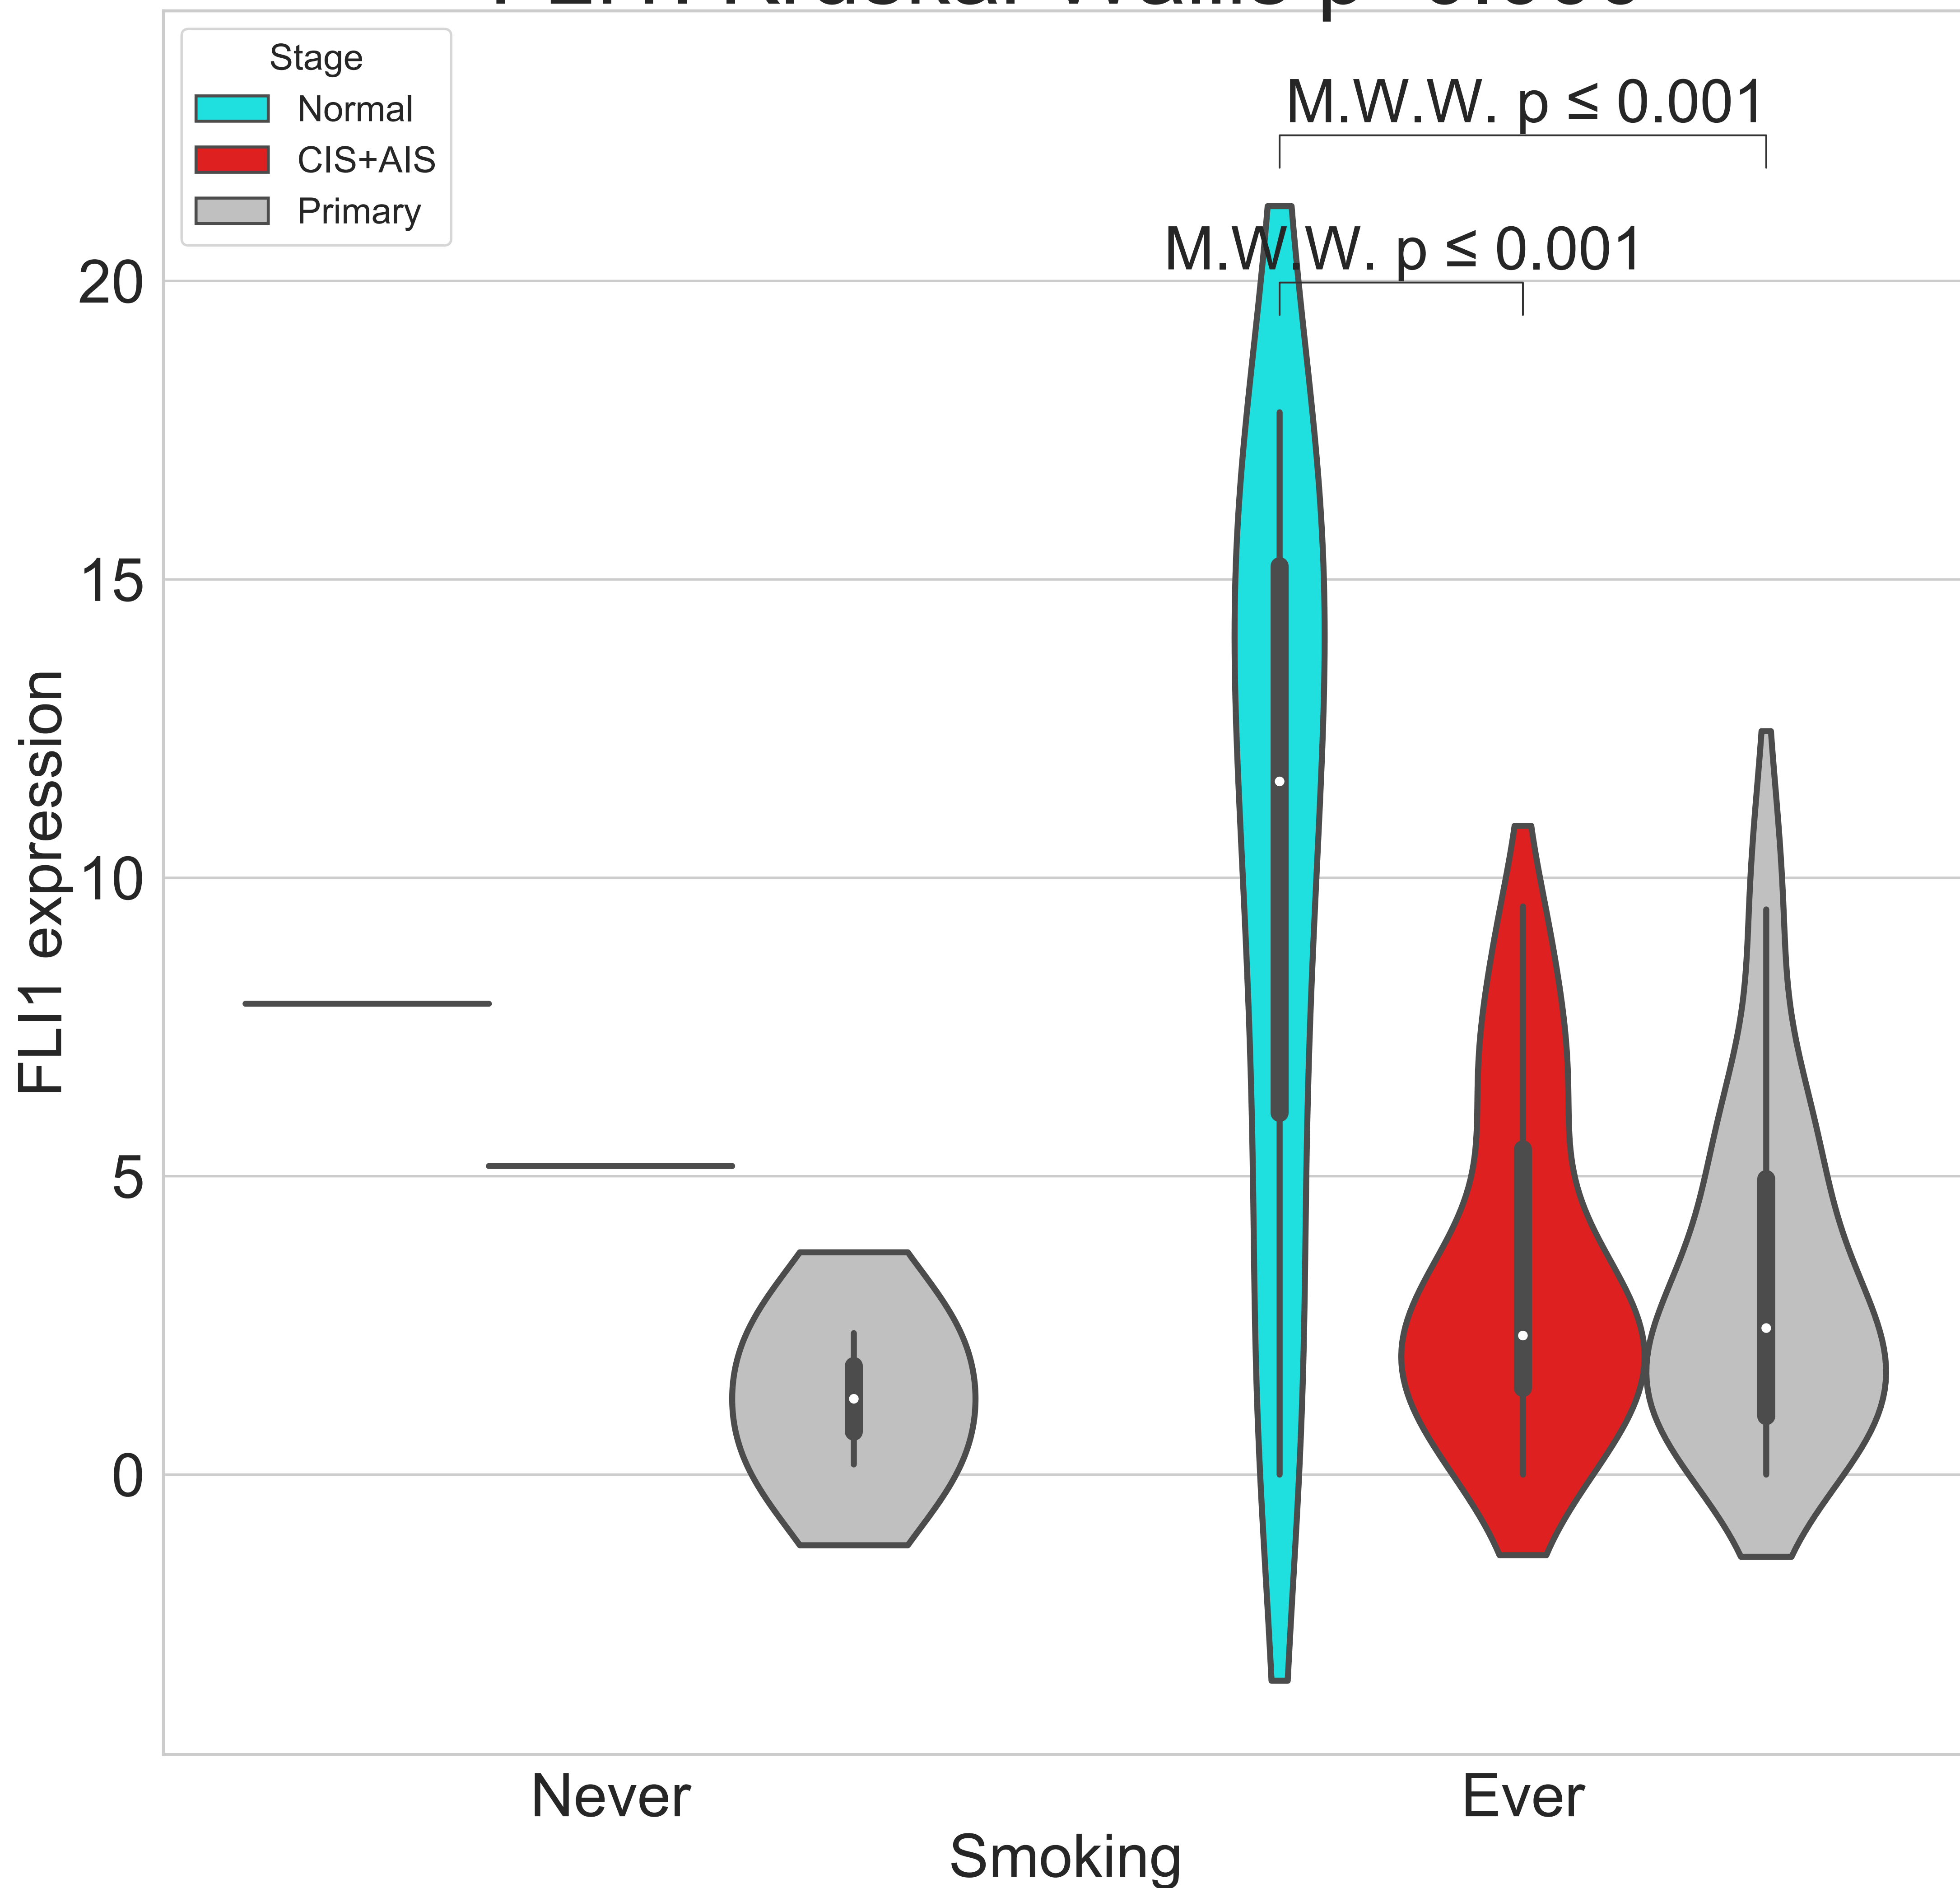 Stage
Normal
CIS+AIS
Primary
M.W.W. p ≤ 0.001
M.W.W. p ≤ 0.001
20
15
10
5
0
FLI1 expression
Never
Ever
Smoking